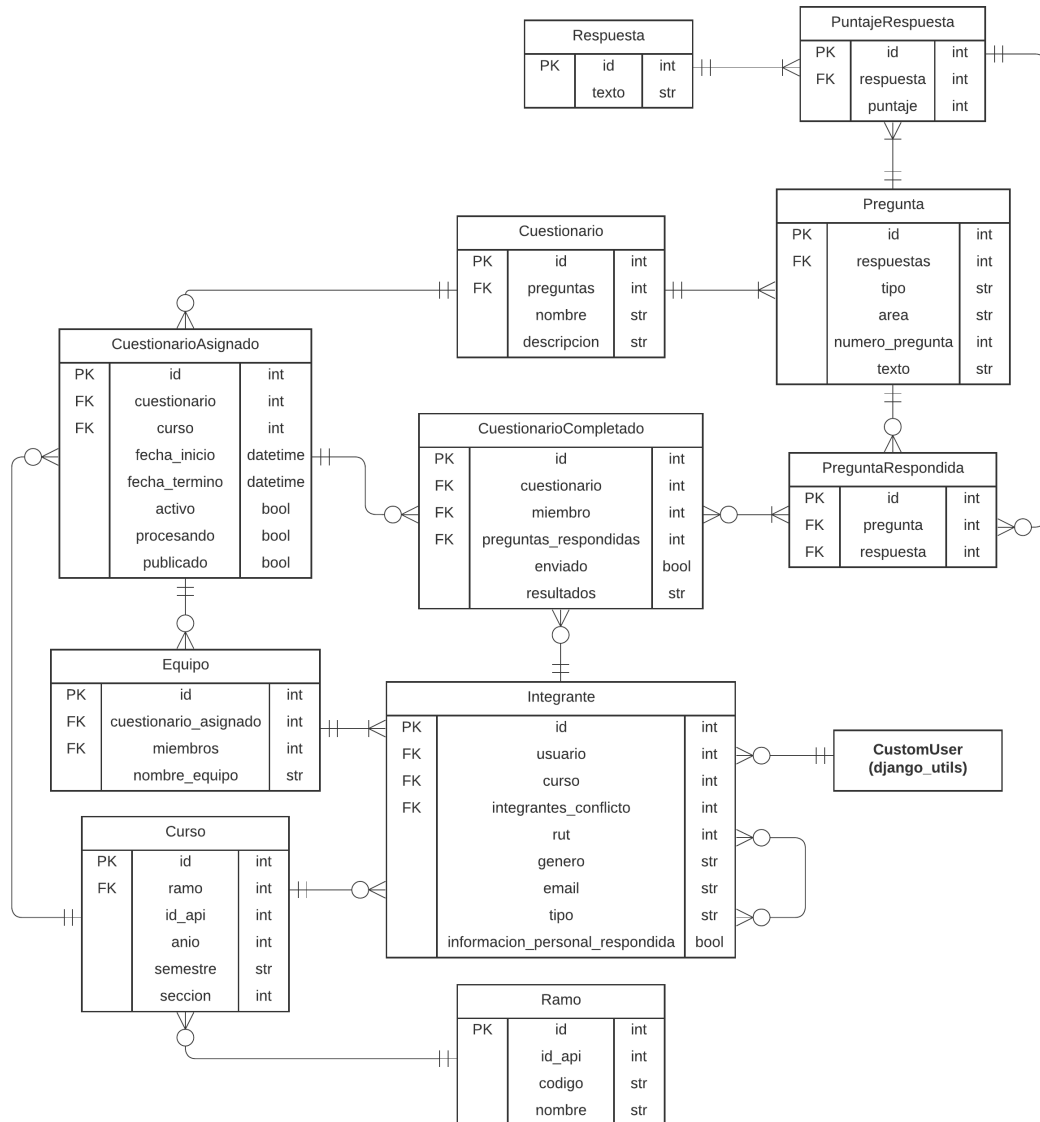 Respuesta
PK id int
texto str
PuntajeRespuesta
PK id int
FK respuesta int
puntaje int
Pregunta
PK id int
FK respuestas int
tipo str
area str
numero_pregunta int
texto str
Cuestionario
PK id int
FK preguntas int
nombre str
descripcion str
CuestionarioAsignado
PK id int
FK cuestionario int
FK curso int
fecha_inicio datetime
fecha_termino datetime
activo bool
procesando bool
publicado bool
CuestionarioCompletado
PK id int
FK cuestionario int
FK miembro int
FK preguntas_respondidas int
enviado bool
resultados str
PreguntaRespondida
PK id int
FK pregunta int
FK respuesta int
Equipo
PK id int
FK cuestionario_asignado int
FK miembros int
nombre_equipo str
Integrante
PK id int
FK usuario int
FK curso int
FK integrantes_conflicto int
rut int
genero str
email str
tipo str
informacion_personal_respondida bool
CustomUser
(django_utils)
Curso
PK id int
FK ramo int
id_api int
anio int
semestre str
seccion int
Ramo
PK id int
id_api int
codigo str
nombre str